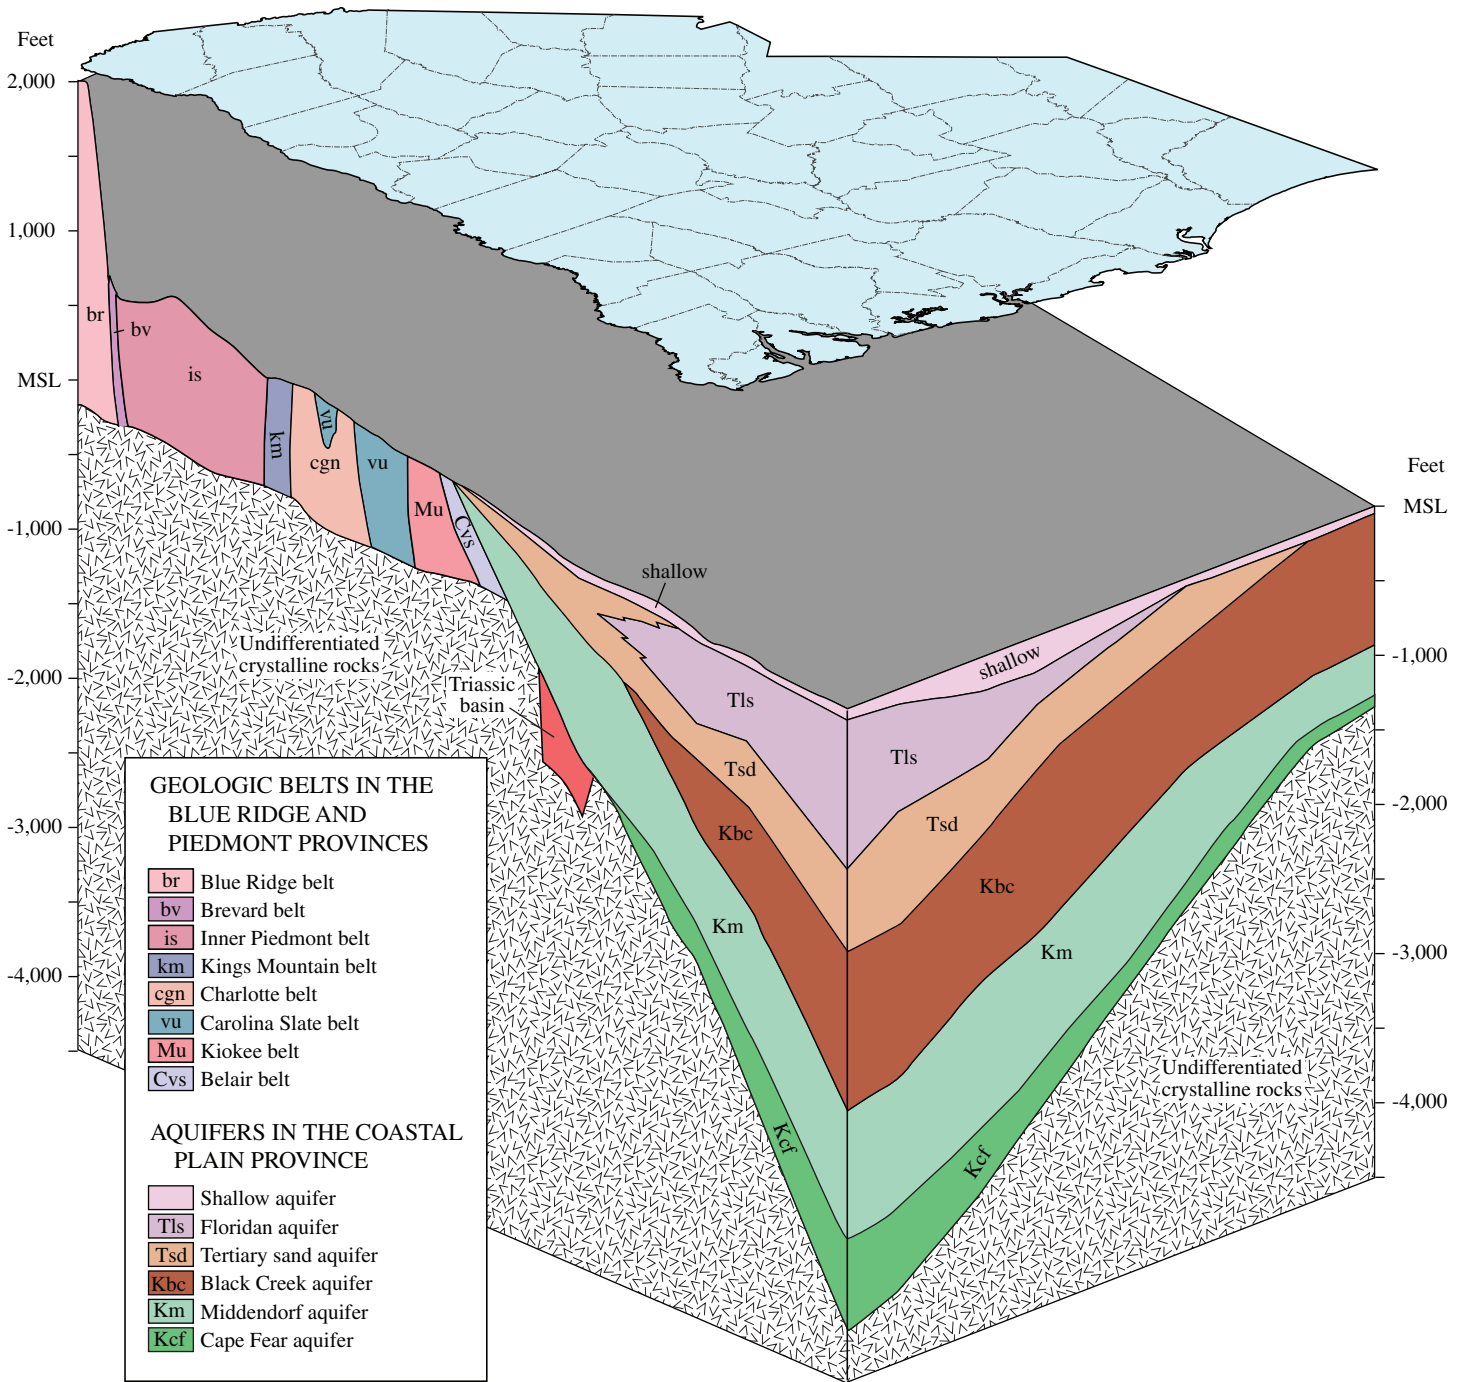 Feet
2,000
1,000
MSL
-1,000
-2,000
-3,000
-4,000
br
bv
is
km
cgn
vu
vu
Mu
Cvs
Undifferentiated
crystalline rocks
Triassic
basin
shallow
Tls
Tsd
Kbc
Km
Kcf
shallow
Tls
Tsd
Kbc
Km
Kcf
Undifferentiated
crystalline rocks
Feet
MSL
-1,000
-2,000
-3,000
-4,000
GEOLOGIC BELTS IN THE
BLUE RIDGE AND
PIEDMONT PROVINCES
br Blue Ridge belt
bv Brevard belt
is Inner Piedmont belt
km Kings Mountain belt
cgn Charlotte belt
vu Carolina Slate belt
Mu Kiokee belt
Cvs Belair belt
AQUIFERS IN THE COASTAL
PLAIN PROVINCE
Shallow aquifer
Tls Floridan aquifer
Tsd Tertiary sand aquifer
Kbc Black Creek aquifer
Km Middendorf aquifer
Kcf Cape Fear aquifer